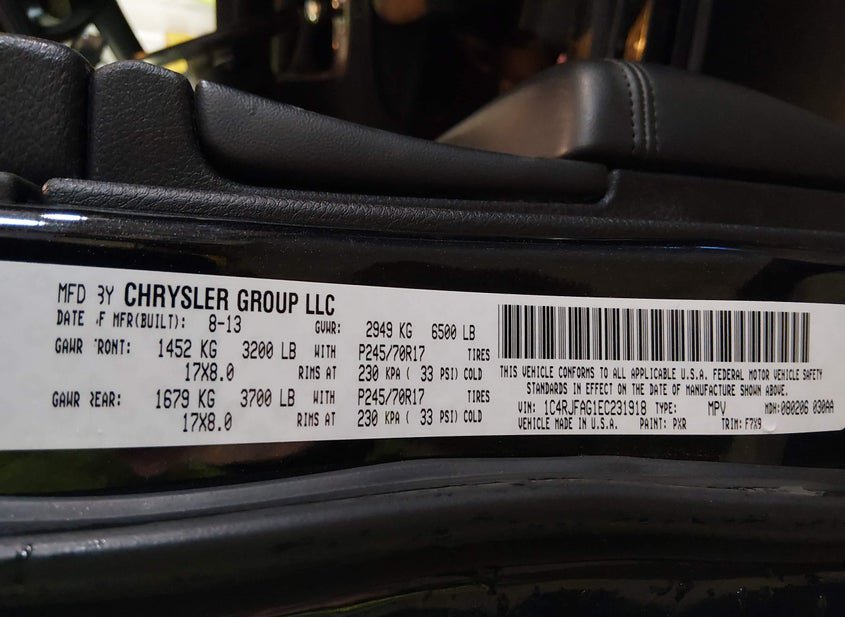 MFD BY CHRYSLER GROUP LLC
DATE OF MFR(BUILT): 8-13 GVWR: 2949 KG 6500 LB
GAWR FRONT: 1452 KG 3200 LB WITH P245/70R17 TIRES
17X8.0 RIMS AT 230 KPA ( 33 PSI) COLD
GAWR REAR: 1679 KG 3700 LB WITH P245/70R17 TIRES
17X8.0 RIMS AT 230 KPA ( 33 PSI) COLD
THIS VEHICLE CONFORMS TO ALL APPLICABLE U.S.A. FEDERAL MOTOR VEHICLE SAFETY
STANDARDS IN EFFECT ON THE DATE OF MANUFACTURE SHOWN ABOVE.
VIN: 1C4RJFAG1EC231918 TYPE: MPV MDH:080206 030AA
VEHICLE MADE IN U.S.A. PAINT: PXR TRIM: F7X9